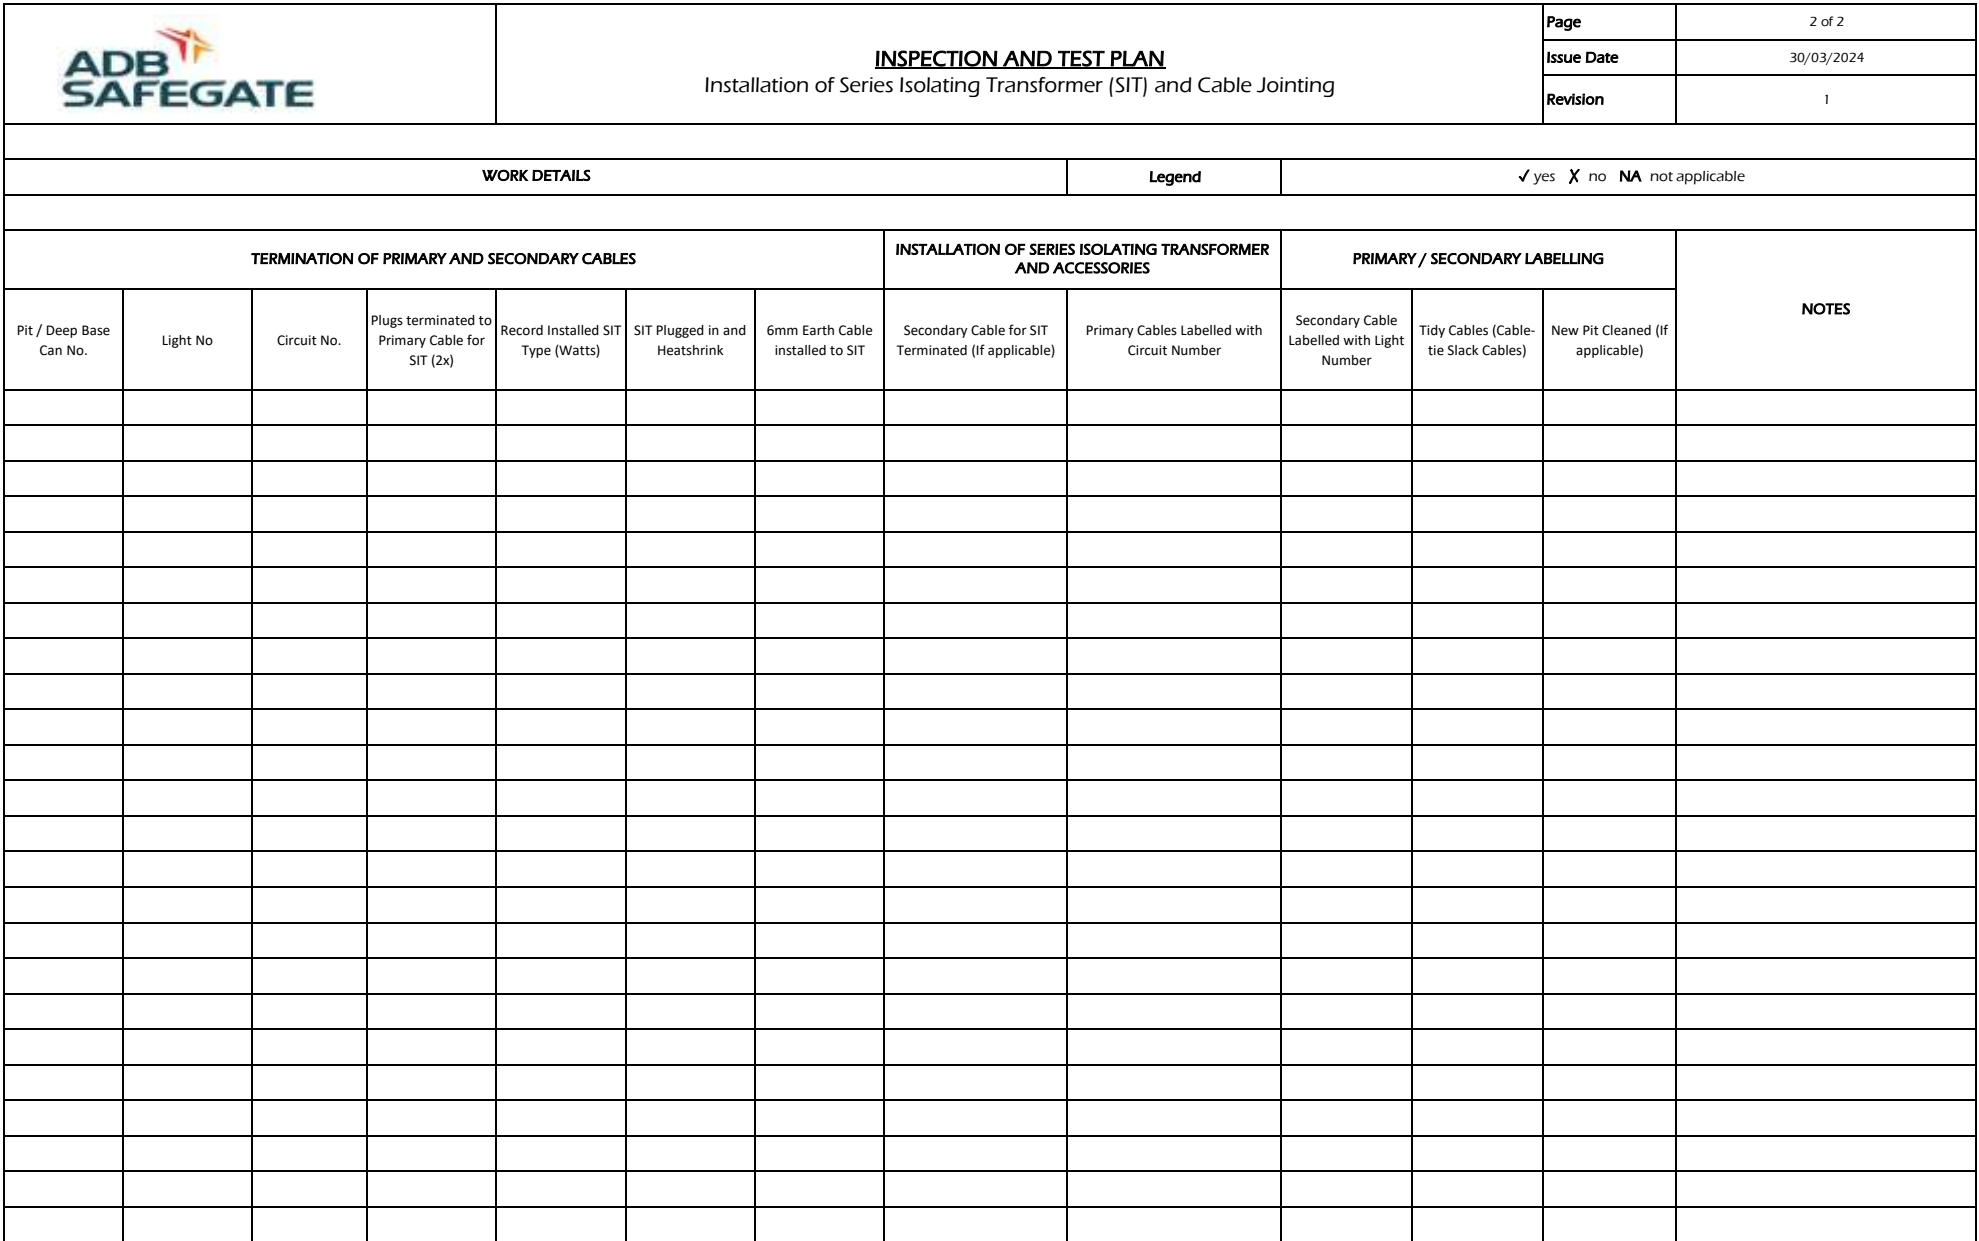 ADB
SAFEGATE
INSPECTION AND TEST PLAN
Installation of Series Isolating Transformer (SIT) and Cable Jointing
Page
2 of 2
Issue Date
30/03/2024
Revision
1
WORK DETAILS
Legend
✓ yes ✗ no NA not applicable
TERMINATION OF PRIMARY AND SECONDARY CABLES
INSTALLATION OF SERIES ISOLATING TRANSFORMER
AND ACCESSORIES
PRIMARY / SECONDARY LABELLING
NOTES
Pit / Deep Base
Can No.
Light No
Circuit No.
Plugs terminated to
Primary Cable for
SIT (2x)
Record Installed SIT
Type (Watts)
SIT Plugged in and
Heatshrink
6mm Earth Cable
installed to SIT
Secondary Cable for SIT
Terminated (If applicable)
Primary Cables Labelled with
Circuit Number
Secondary Cable
Labelled with Light
Number
Tidy Cables (Cable-
tie Slack Cables)
New Pit Cleaned (If
applicable)